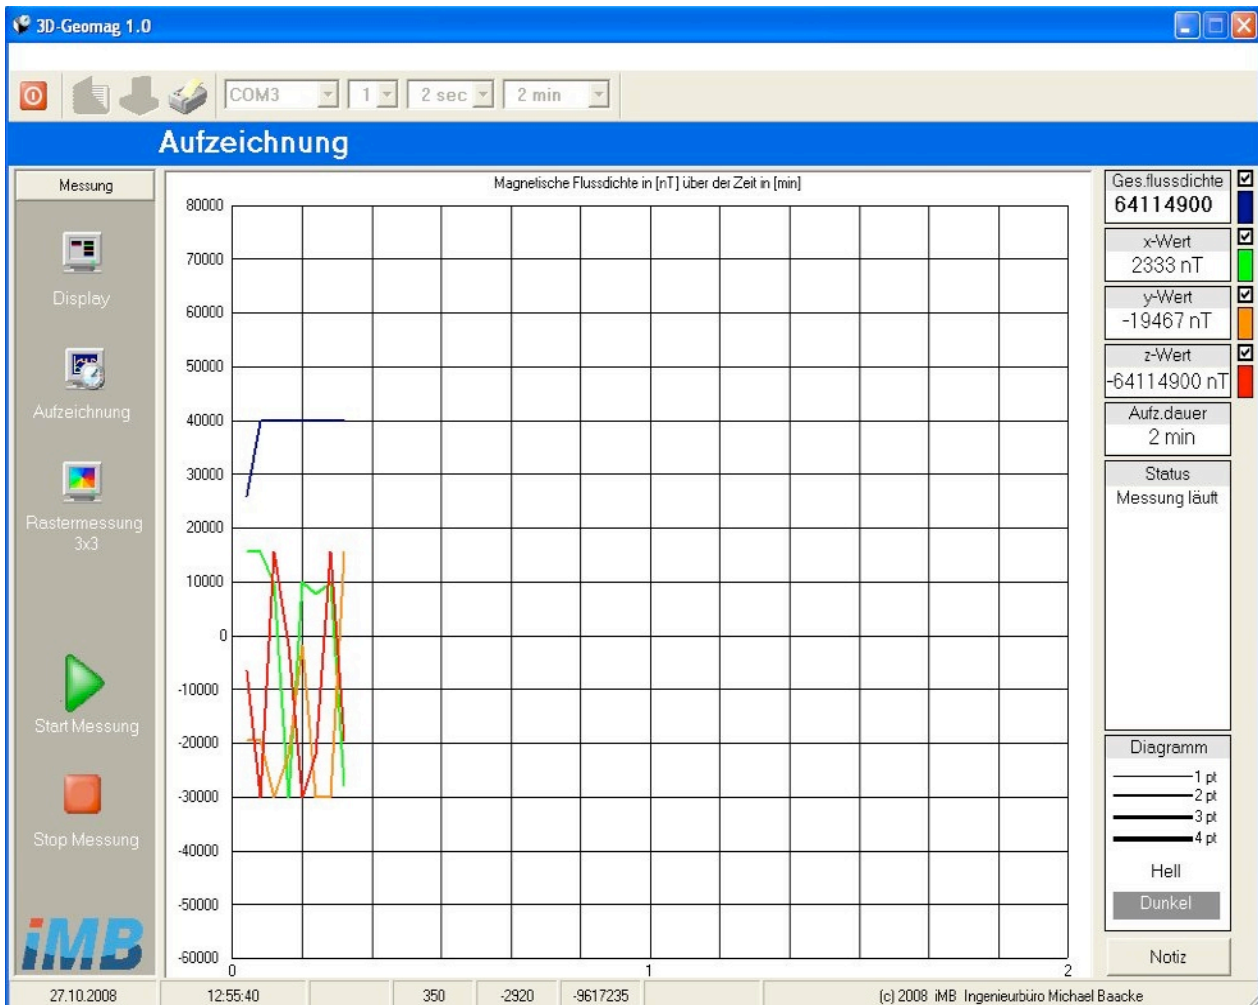 3D-Geomag 1.0
COM3 1 2 sec 2 min
Aufzeichnung
Messung
Display
Aufzeichnung
Rastermessung
3x3
Start Messung
Stop Messung
iMB
Magnetische Flussdichte in [nT] über der Zeit in [min]
80000
70000
60000
50000
40000
30000
20000
10000
0
-10000
-20000
-30000
-40000
-50000
-60000
0 1 2
Ges.flussdichte
64114900
x-Wert
2333 nT
y-Wert
-19467 nT
z-Wert
-64114900 nT
Aufz.dauer
2 min
Status
Messung läuft
Diagramm
1 pt
2 pt
3 pt
4 pt
Hell
Dunkel
Notiz
27.10.2008 12:55:40 350 -2920 -9617235 (c) 2008 iMB Ingenieurbüro Michael Baacke